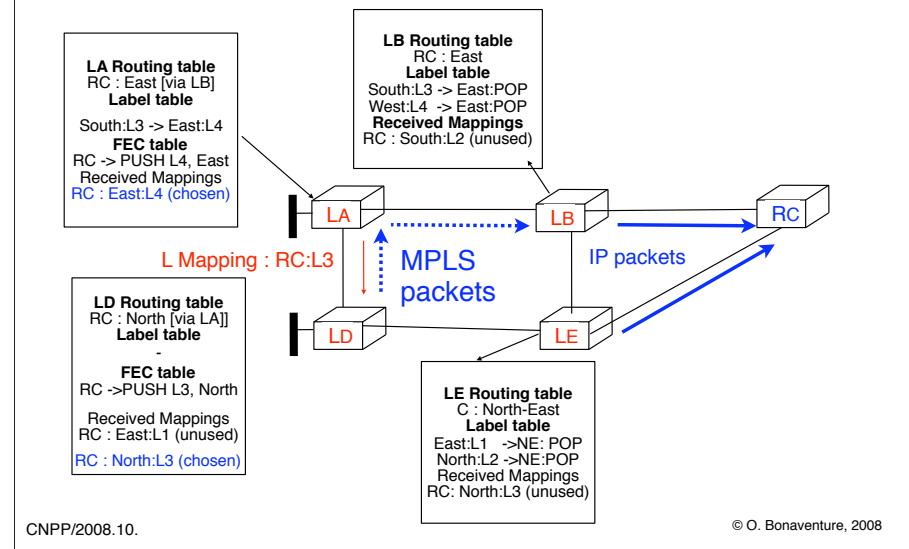 LA Routing table
RC : East [via LB]
Label table
South:L3 -> East:L4
FEC table
RC -> PUSH L4, East
Received Mappings
RC : East:L4 (chosen)
LB Routing table
RC : East
Label table
South:L3 -> East:POP
West:L4 -> East:POP
Received Mappings
RC : South:L2 (unused)
LA
LB
RC
L Mapping : RC:L3
MPLS
packets
IP packets
LD Routing table
RC : North [via LA]]
Label table
-
FEC table
RC ->PUSH L3, North
Received Mappings
RC : East:L1 (unused)
RC : North:L3 (chosen)
LD
LE
LE Routing table
C : North-East
Label table
East:L1 ->NE: POP
North:L2 ->NE:POP
Received Mappings
RC: North:L3 (unused)
CNPP/2008.10.
© O. Bonaventure, 2008